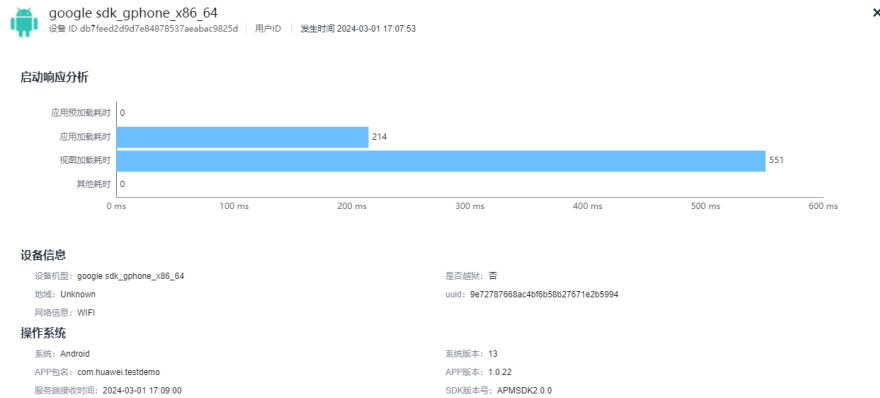 google sdk_gphone_x86_64
设备 ID db7feed2d9d7e84878537aeabac9825d 用户ID 发生时间 2024-03-01 17:07:53
启动响应分析
应用预加载耗时 0
应用加载耗时 214
视图加载耗时 551
其他耗时 0
0 ms 100 ms 200 ms 300 ms 400 ms 500 ms 600 ms
设备信息
设备机型: google sdk_gphone_x86_64 是否越狱: 否
地域: Unknown uuid: 9e72787668ac4bf6b58b27671e2b5994
网络信息: WIFI
操作系统
系统: Android 系统版本: 13
APP包名: com.huawei.testdemo APP版本: 1.0.22
服务端接收时间: 2024-03-01 17:09:00 SDK版本号: APMSDK2.0.0